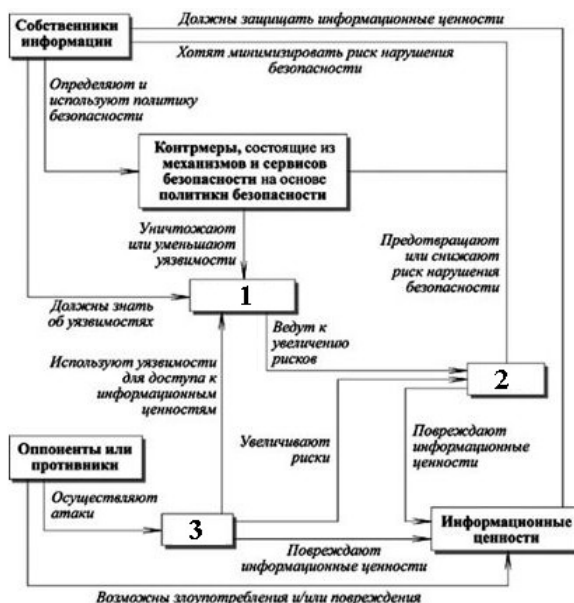 Собственники
информации
Должны защищать информационные ценности
Хотят минимизировать риск нарушения
безопасности
Определяют и
используют политику
безопасности
Контрмеры, состоящие из
механизмов и сервисов
безопасности на основе
политики безопасности
Уничтожают
или уменьшают
уязвимости
Предотвращают
или снижают
риск нарушения
безопасности
1
Должны знать
об уязвимостях
Ведут к
увеличению
рисков
Используют уязвимости
для доступа к
информационным
ценностям
2
Увеличивают
риски
Повреждают
информационные
ценности
Оппоненты или
противники
Осуществляют
атаки
3
Информационные
ценности
Повреждают
информационные ценности
Возможны злоупотребления и/или повреждения